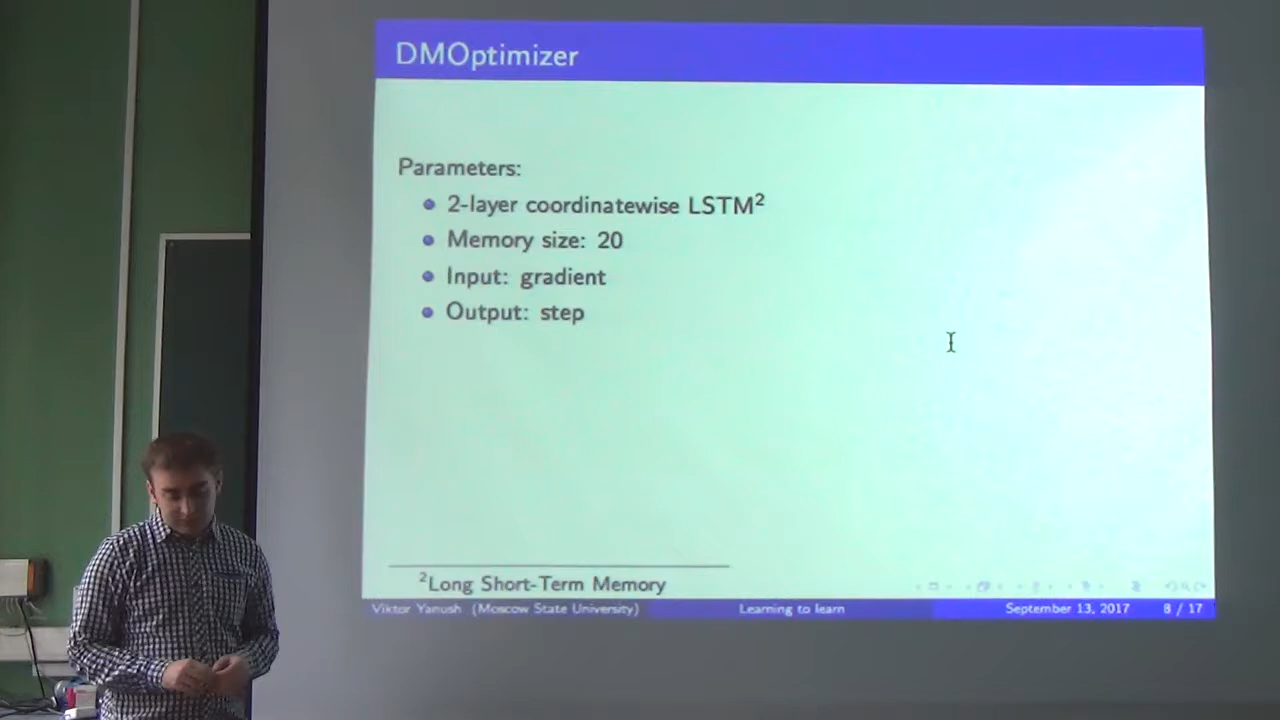 DMOptimizer
Parameters:
2-layer coordinatewise LSTM²
Memory size: 20
Input: gradient
Output: step
²Long Short-Term Memory
Viktor Yanush (Moscow State University) Learning to learn September 13, 2017 8 / 17